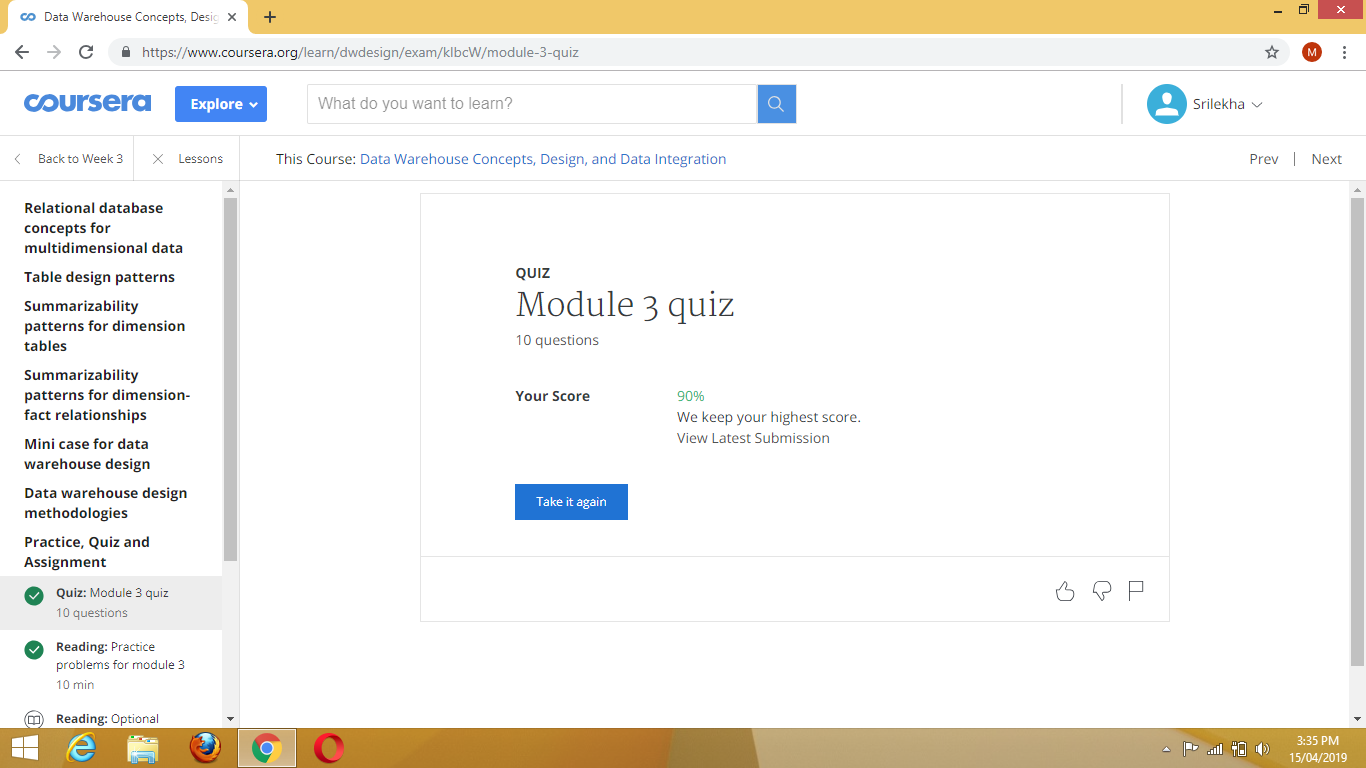 Data Warehouse Concepts, Desig
https://www.coursera.org/learn/dwdesign/exam/klbcW/module-3-quiz
M
coursera
Explore
What do you want to learn?
Srilekha
Back to Week 3
Lessons
This Course: Data Warehouse Concepts, Design, and Data Integration
Prev | Next
Relational database
concepts for
multidimensional data
Table design patterns
Summarizability
patterns for dimension
tables
Summarizability
patterns for dimension-
fact relationships
Mini case for data
warehouse design
Data warehouse design
methodologies
Practice, Quiz and
Assignment
Quiz: Module 3 quiz
10 questions
Reading: Practice
problems for module 3
10 min
Reading: Optional
QUIZ
Module 3 quiz
10 questions
Your Score
90%
We keep your highest score.
View Latest Submission
Take it again
3:35 PM
15/04/2019